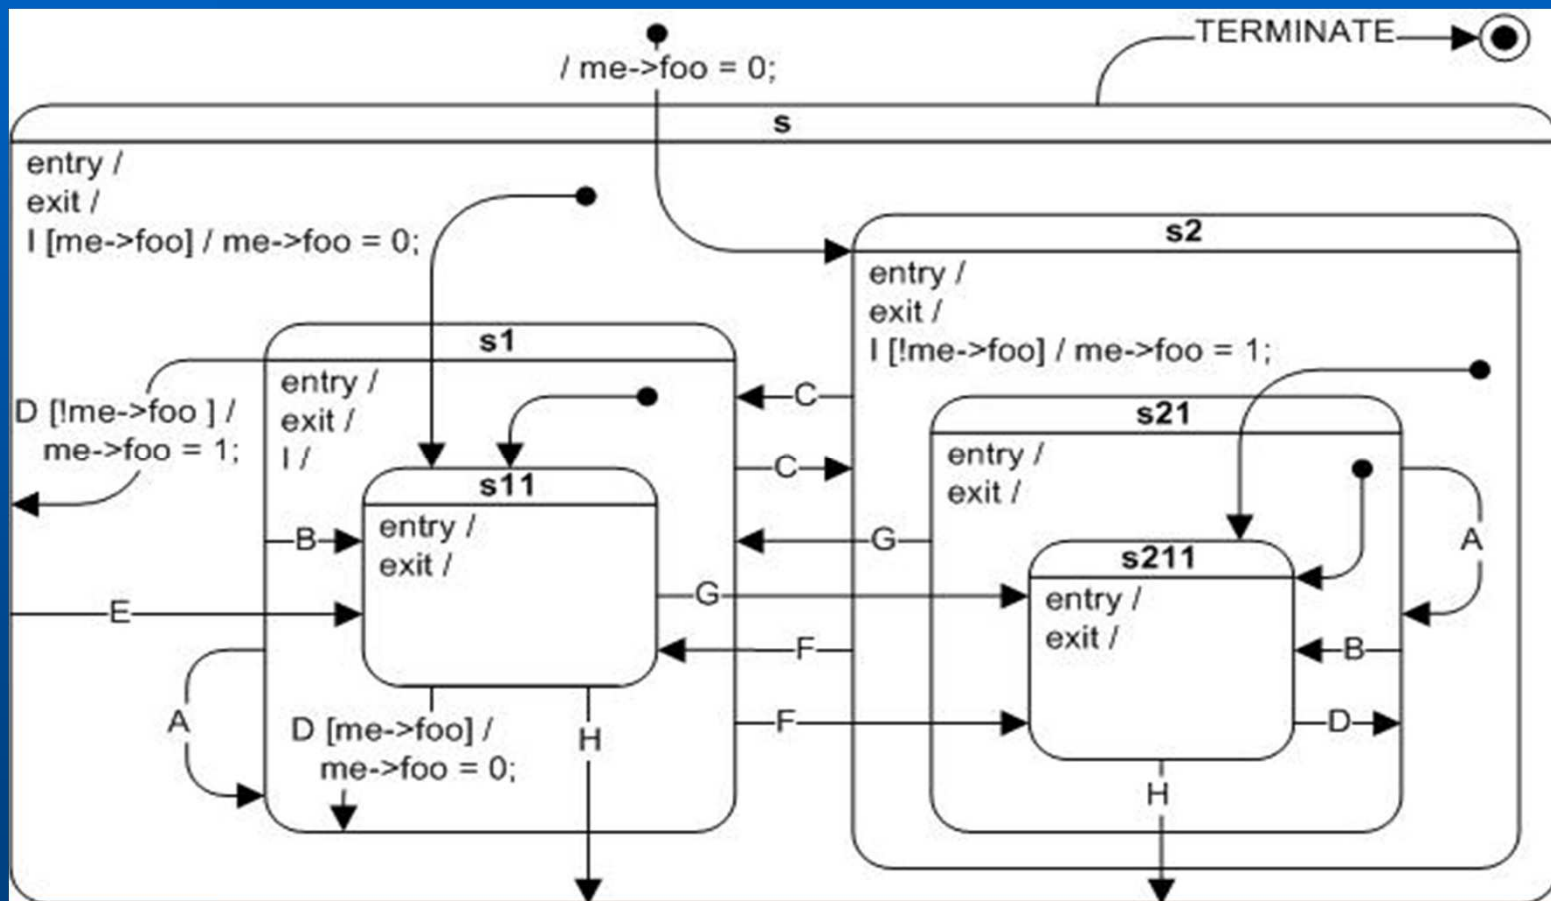 TERMINATE
/ me->foo = 0;
s
entry /
exit /
I [me->foo] / me->foo = 0;
s2
entry /
exit /
I [!me->foo] / me->foo = 1;
s1
entry /
exit /
I /
D [!me->foo ] /
me->foo = 1;
C
C
s21
entry /
exit /
s11
entry /
exit /
B
G
A
s211
entry /
exit /
G
E
F
B
A
D [me->foo] /
me->foo = 0;
H
F
D
H